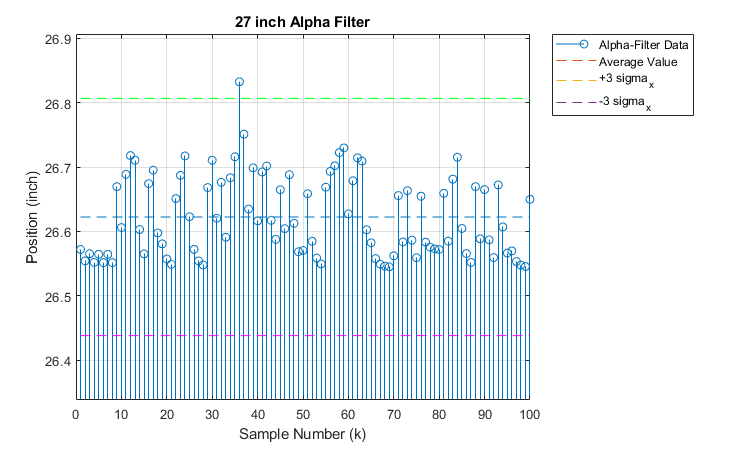 27 inch Alpha Filter
26.9
26.8
26.7
26.6
26.5
26.4
Position (inch)
0 10 20 30 40 50 60 70 80 90 100
Sample Number (k)
Alpha-Filter Data
Average Value
+3 sigma x
-3 sigma x